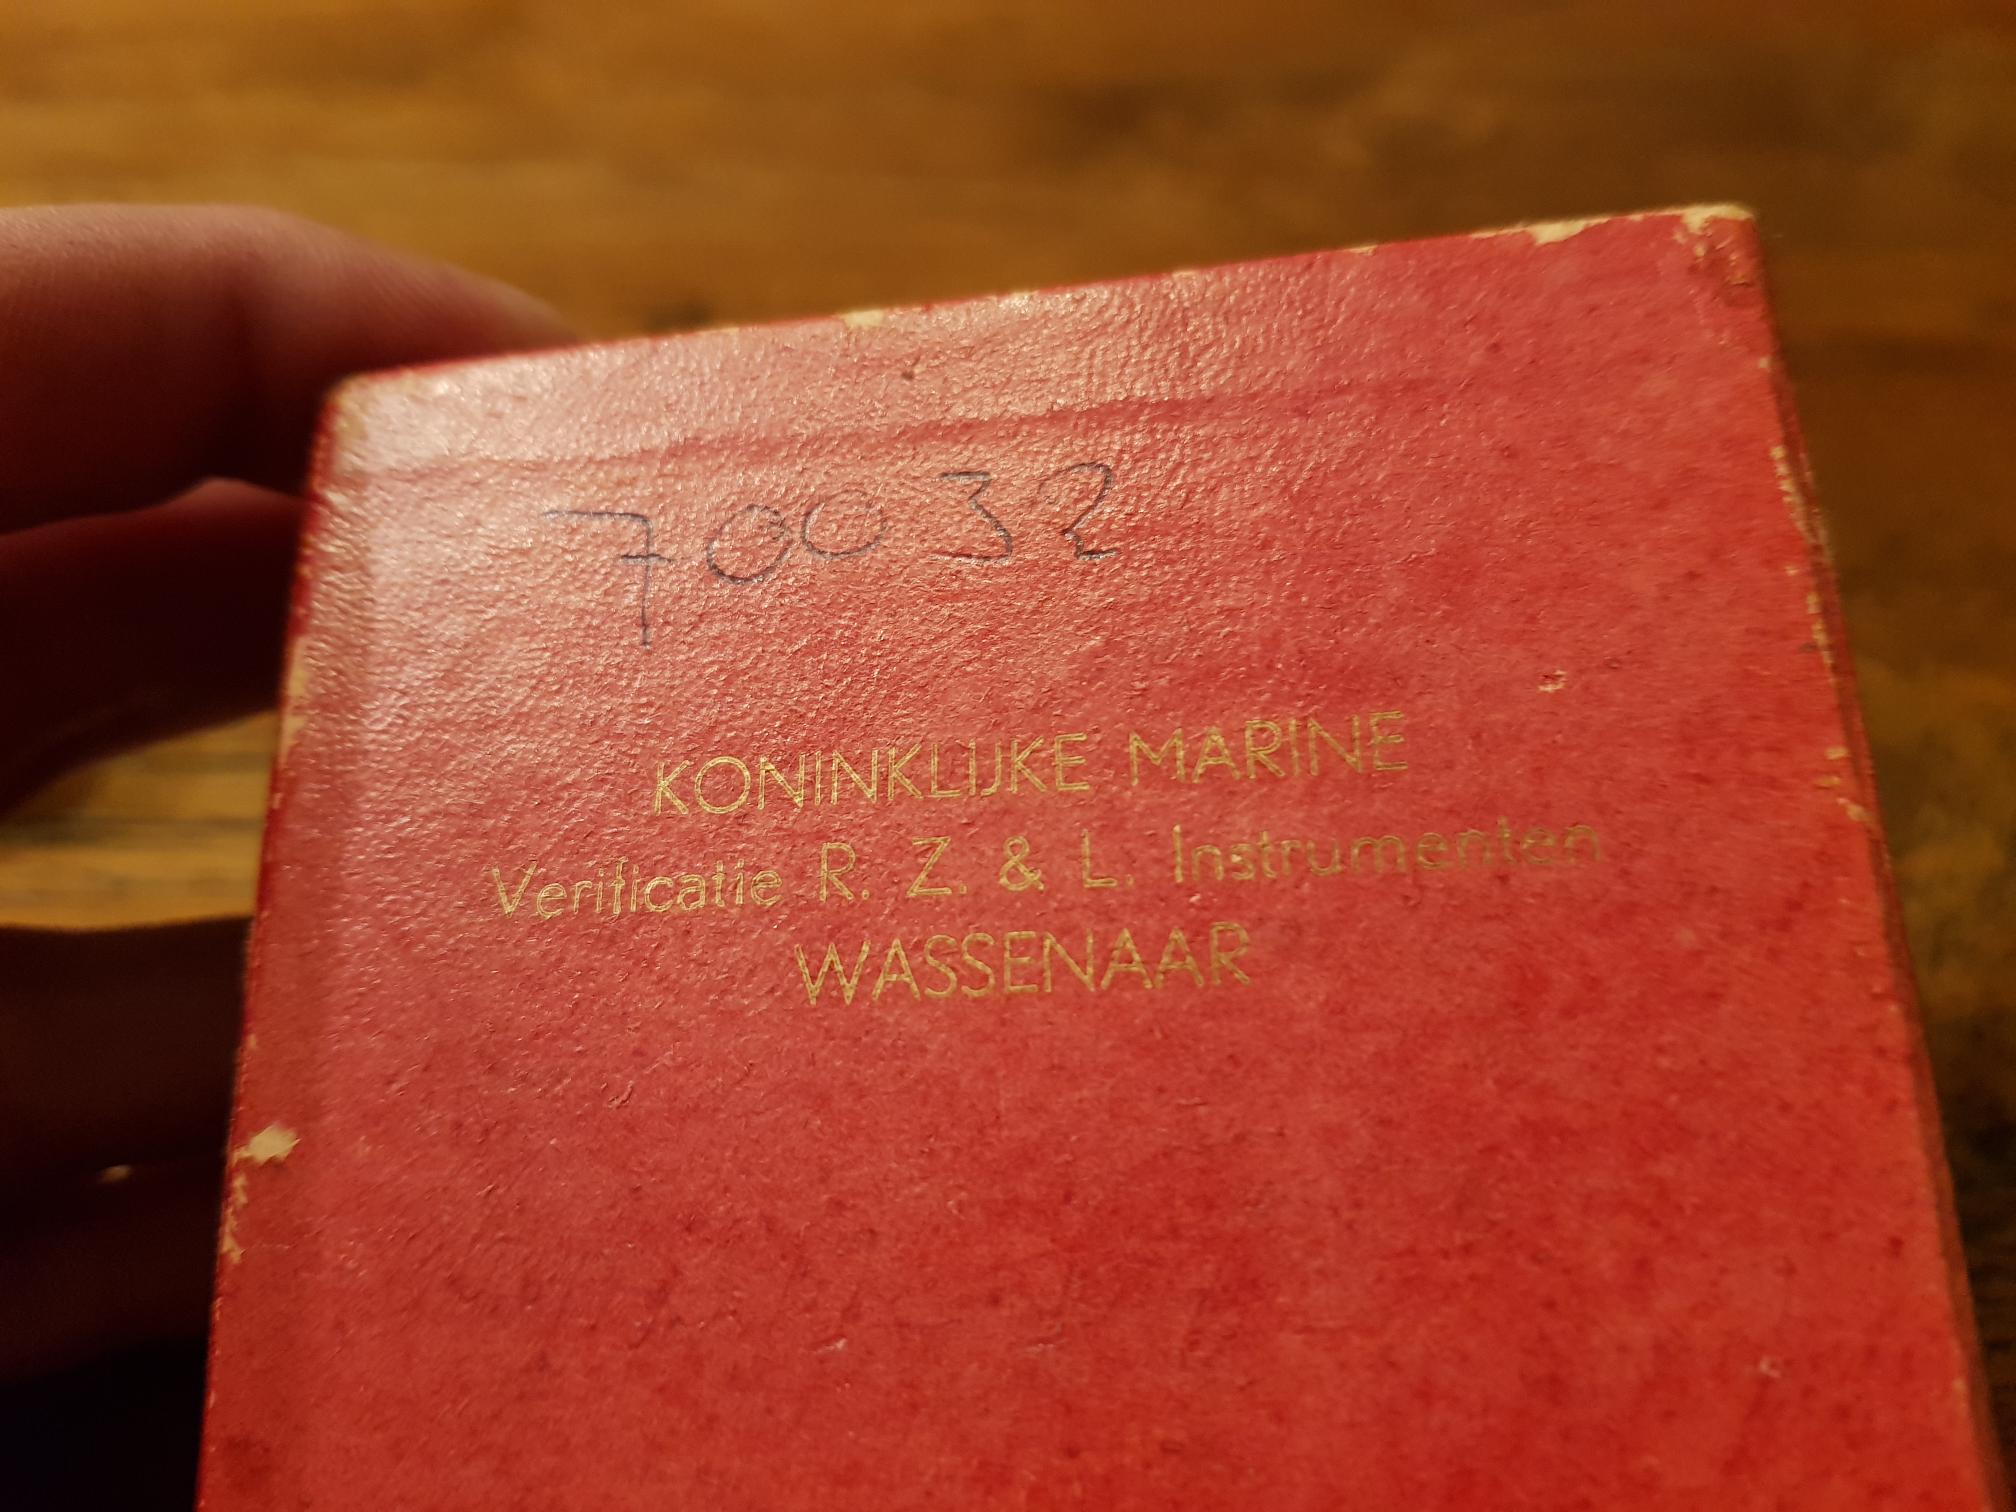 70032
KONINKLIJKE MARINE
Verificatie R. Z. & L. Instrumenten
WASSENAAR